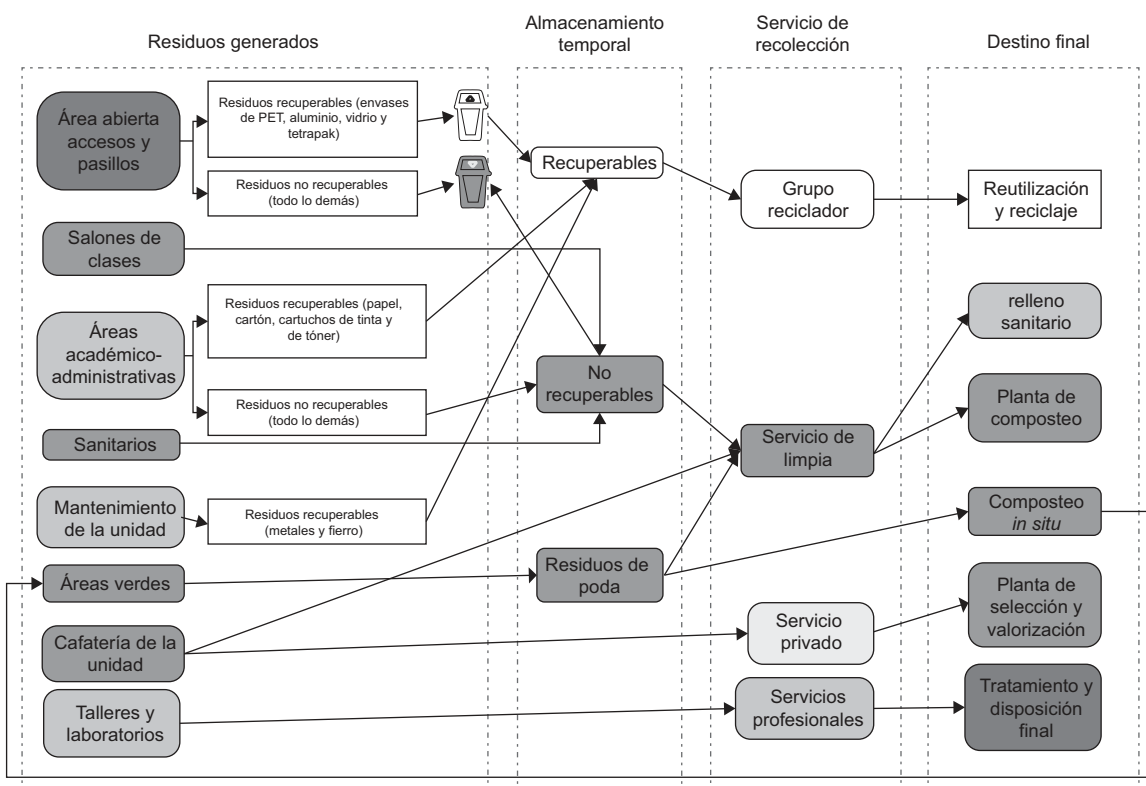 Residuos generados
Almacenamiento
temporal
Servicio de
recolección
Destino final
Área abierta
accesos y
pasillos
Residuos recuperables (envases
de PET, aluminio, vidrio y
tetrapak)
Residuos no recuperables
(todo lo demás)
Salones de
clases
Áreas
académico-
administrativas
Residuos recuperables (papel,
cartón, cartuchos de tinta y
de tóner)
Residuos no recuperables
(todo lo demás)
Sanitarios
Mantenimiento
de la unidad
Residuos recuperables
(metales y fierro)
Áreas verdes
Cafatería de la
unidad
Talleres y
laboratorios
Recuperables
No
recuperables
Residuos de
poda
Grupo
reciclador
Servicio de
limpia
Servicio
privado
Servicios
profesionales
Reutilización
y reciclaje
relleno
sanitario
Planta de
composteo
Composteo
in situ
Planta de
selección y
valorización
Tratamiento y
disposición
final